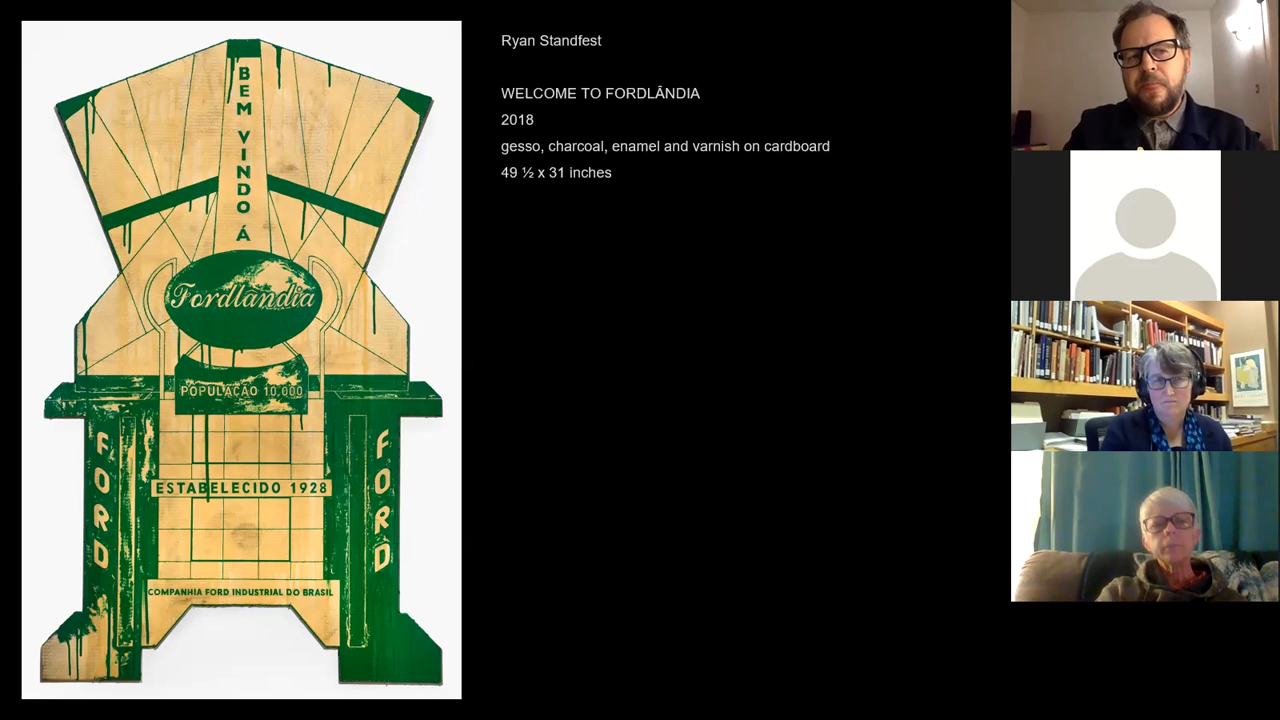 Ryan Standfest
WELCOME TO FORDLÂNDIA
2018
gesso, charcoal, enamel and varnish on cardboard
49 ½ x 31 inches
BEM VINDO Á
Fordlândia
POPULAÇÃO 10,000
FORD
FORD
ESTABELECIDO 1928
COMPANHIA FORD INDUSTRIAL DO BRASIL